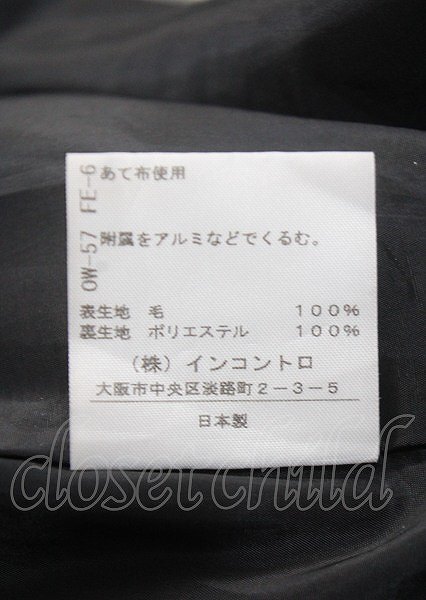 あて布使用
附属をアルミなどでくるむ。
OW-57 FE-6
表生地 毛 100%
裏生地 ポリエステル 100%
(株)インコントロ
大阪市中央区淡路町2-3-5
日本製
closet child